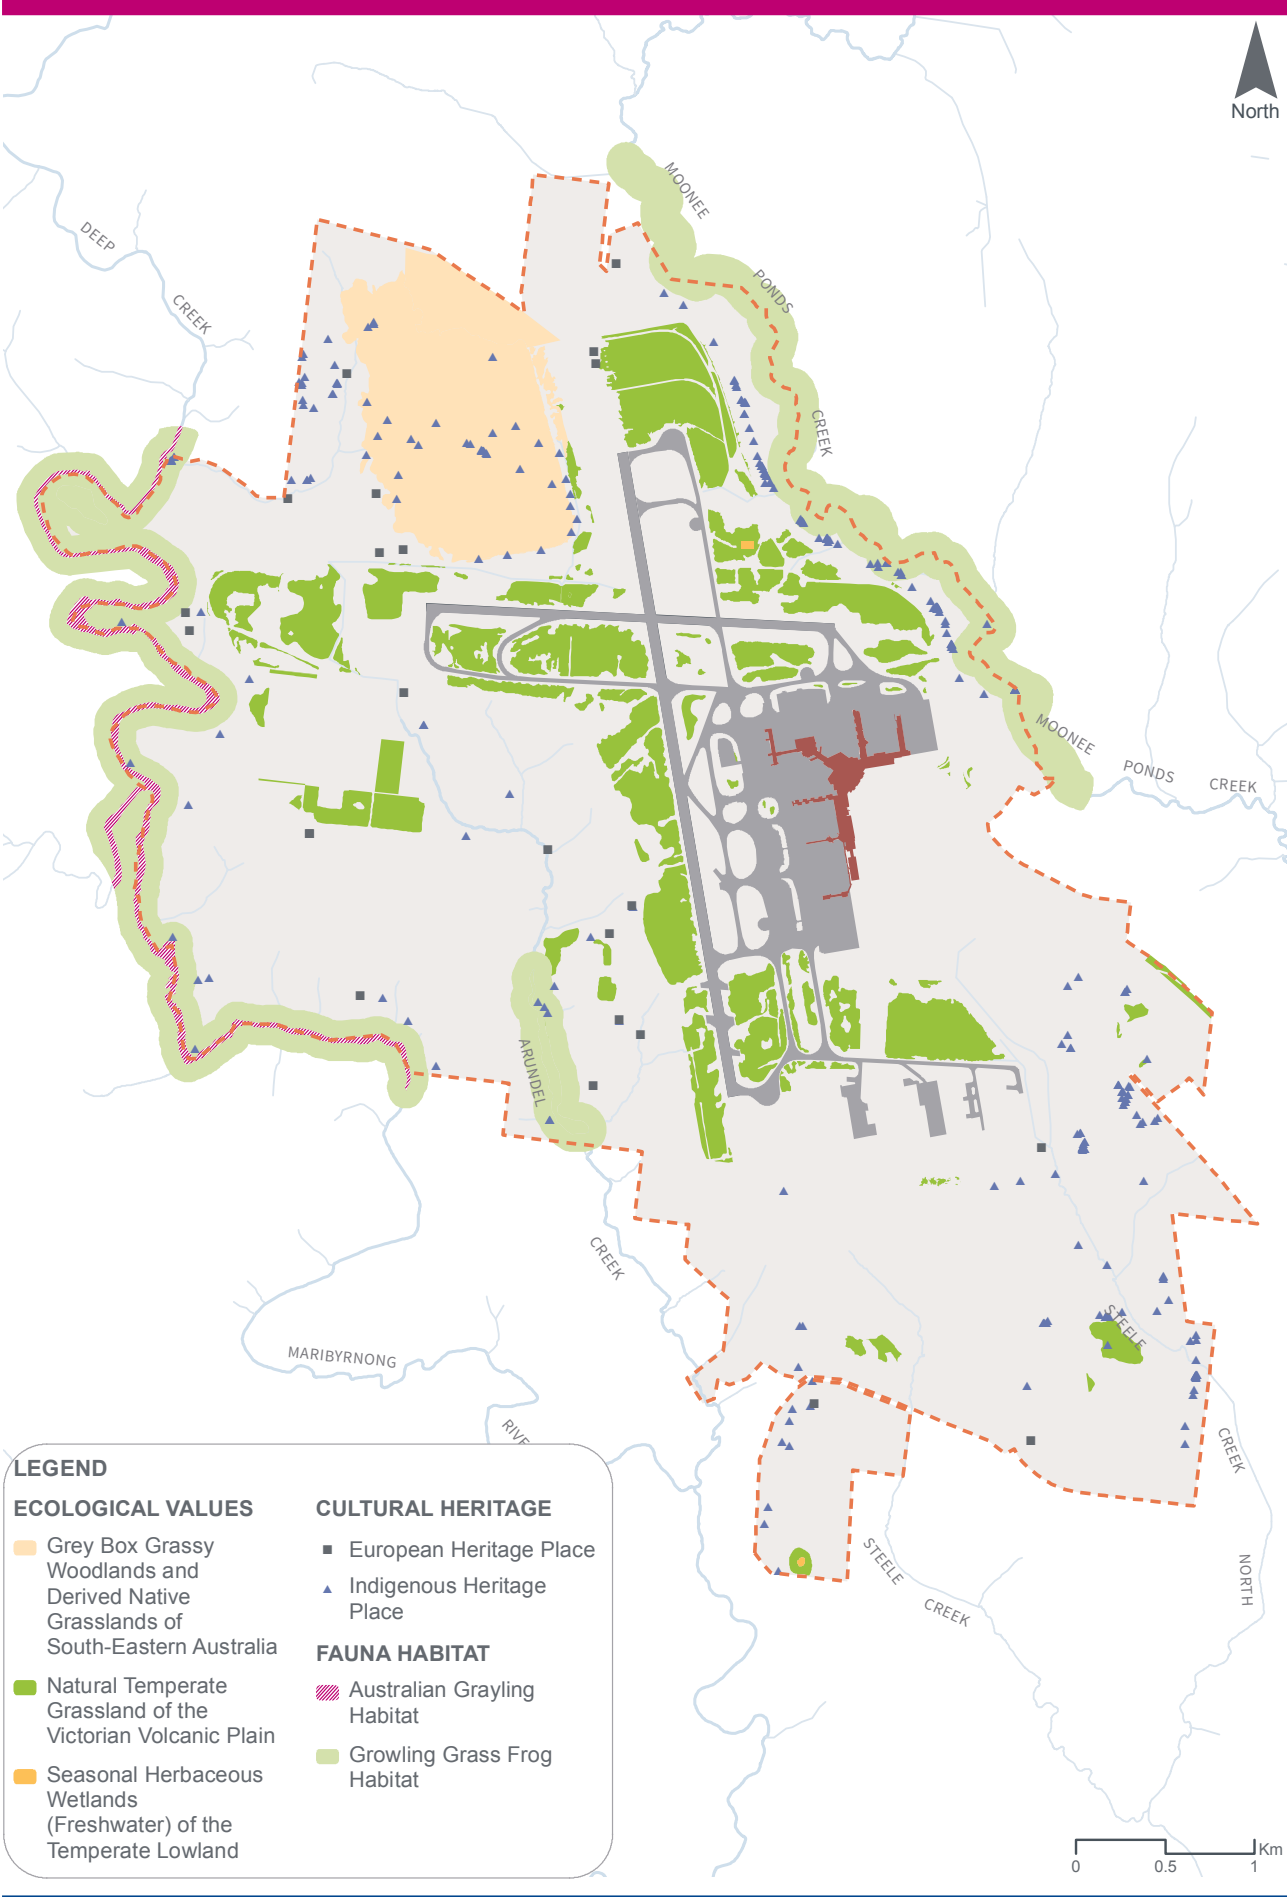 North
MOONEE
DEEP
PONDS
CREEK
CREEK
MOONEE
PONDS
CREEK
ARUNDEL
CREEK
STEELE
MARIBYRNONG
RIVE
CREEK
STEELE
CREEK
NORTH
LEGEND
ECOLOGICAL VALUES
Grey Box Grassy
Woodlands and
Derived Native
Grasslands of
South-Eastern Australia
Natural Temperate
Grassland of the
Victorian Volcanic Plain
Seasonal Herbaceous
Wetlands
(Freshwater) of the
Temperate Lowland
CULTURAL HERITAGE
European Heritage Place
Indigenous Heritage
Place
FAUNA HABITAT
Australian Grayling
Habitat
Growling Grass Frog
Habitat
Km
0
0.5
1